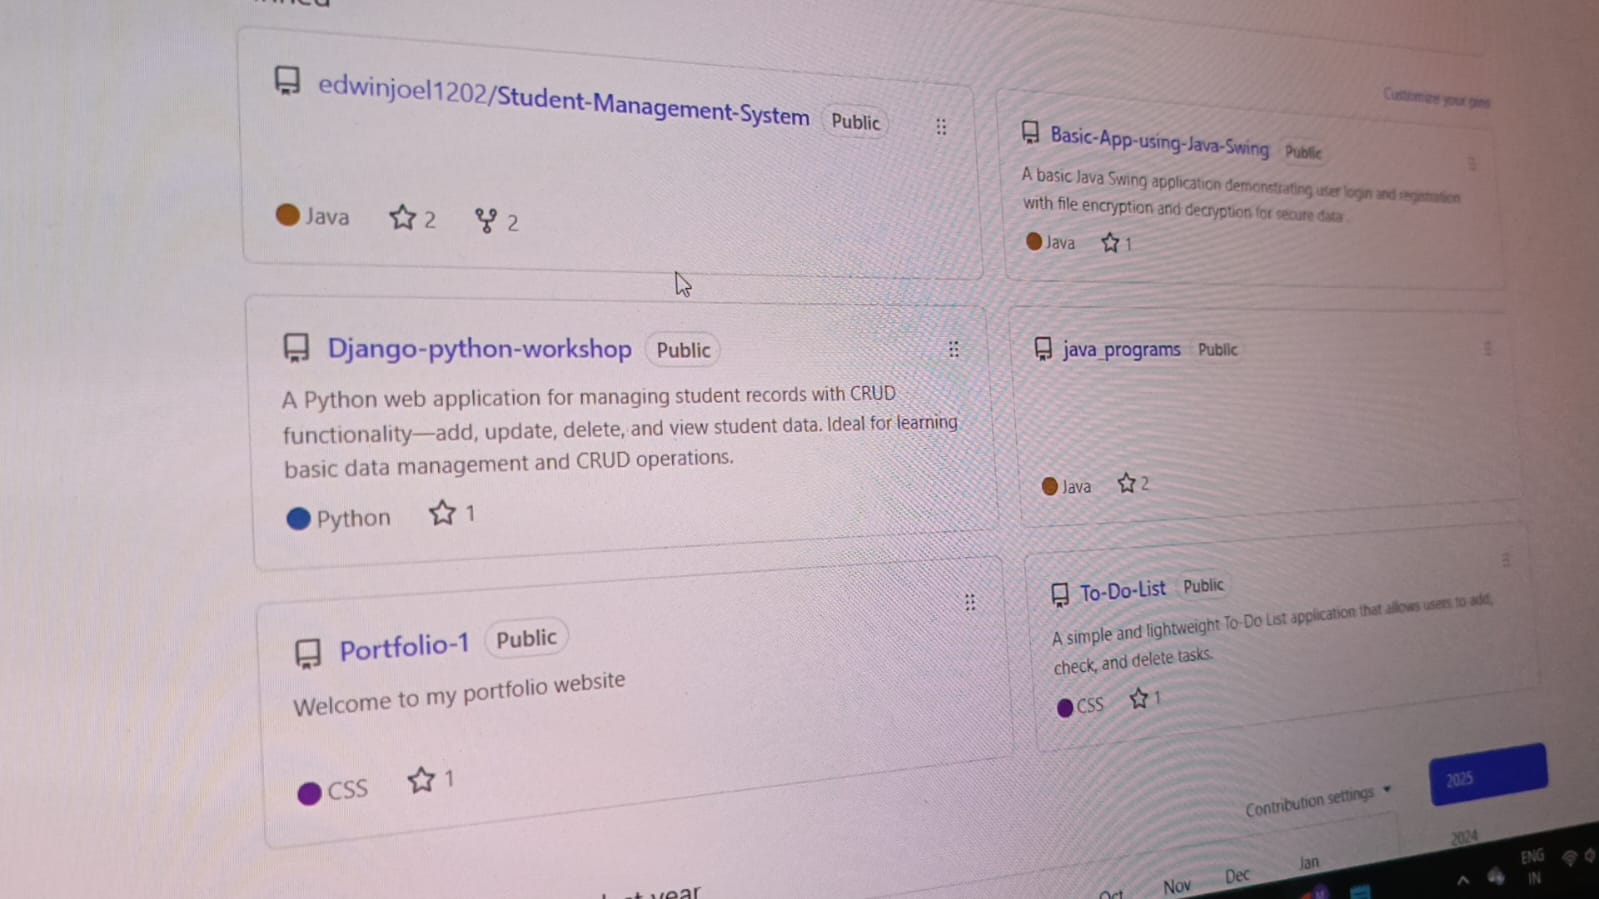 Customize your pins
edwinjoel1202/Student-Management-System Public
Java 2 2
Basic-App-using-Java-Swing Public
A basic Java Swing application demonstrating user login and registration
with file encryption and decryption for secure data .
Java 1
Django-python-workshop Public
A Python web application for managing student records with CRUD
functionality—add, update, delete, and view student data. Ideal for learning
basic data management and CRUD operations.
Python 1
java_programs Public
Java 2
Portfolio-1 Public
Welcome to my portfolio website
CSS 1
To-Do-List Public
A simple and lightweight To-Do List application that allows users to add,
check, and delete tasks.
CSS 1
Contribution settings
2025
2024
year
Oct Nov Dec Jan
ENG
IN